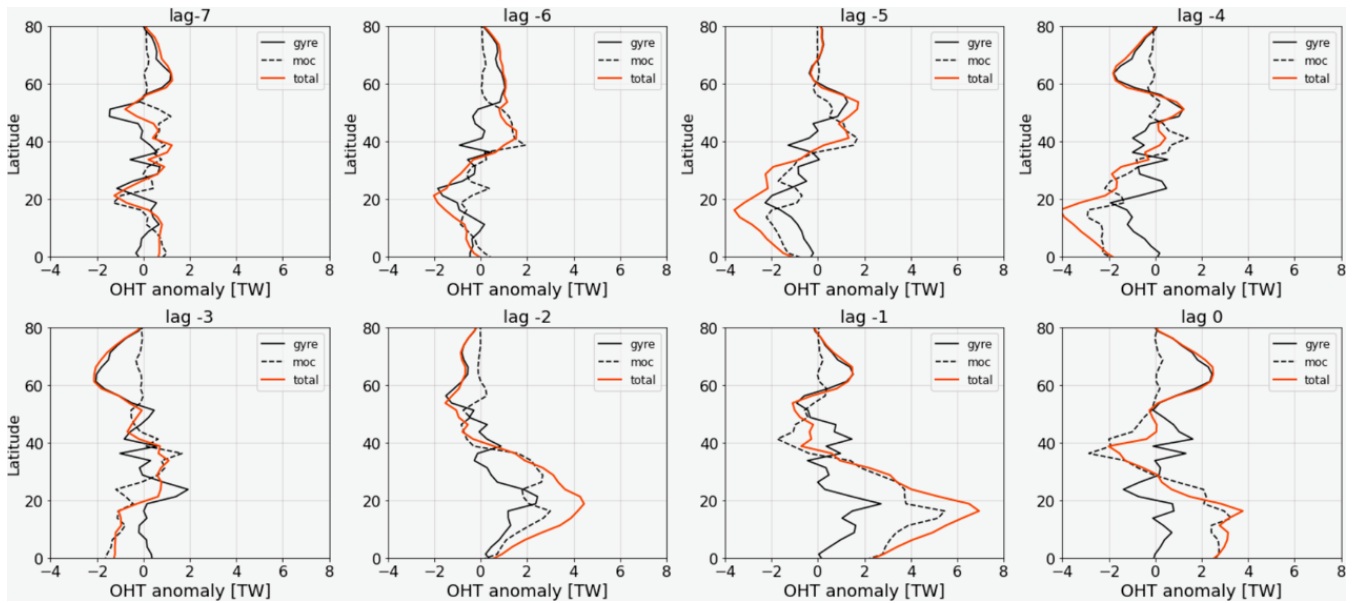 lag-7
gyre
moc
total
80
60
40
20
0
Latitude
−4 −2 0 2 4 6 8
OHT anomaly [TW]
lag -6
gyre
moc
total
80
60
40
20
0
Latitude
−4 −2 0 2 4 6 8
OHT anomaly [TW]
lag -5
gyre
moc
total
80
60
40
20
0
Latitude
−4 −2 0 2 4 6 8
OHT anomaly [TW]
lag -4
gyre
moc
total
80
60
40
20
0
Latitude
−4 −2 0 2 4 6 8
OHT anomaly [TW]
lag -3
gyre
moc
total
80
60
40
20
0
Latitude
−4 −2 0 2 4 6 8
OHT anomaly [TW]
lag -2
gyre
moc
total
80
60
40
20
0
Latitude
−4 −2 0 2 4 6 8
OHT anomaly [TW]
lag -1
gyre
moc
total
80
60
40
20
0
Latitude
−4 −2 0 2 4 6 8
OHT anomaly [TW]
lag 0
gyre
moc
total
80
60
40
20
0
Latitude
−4 −2 0 2 4 6 8
OHT anomaly [TW]